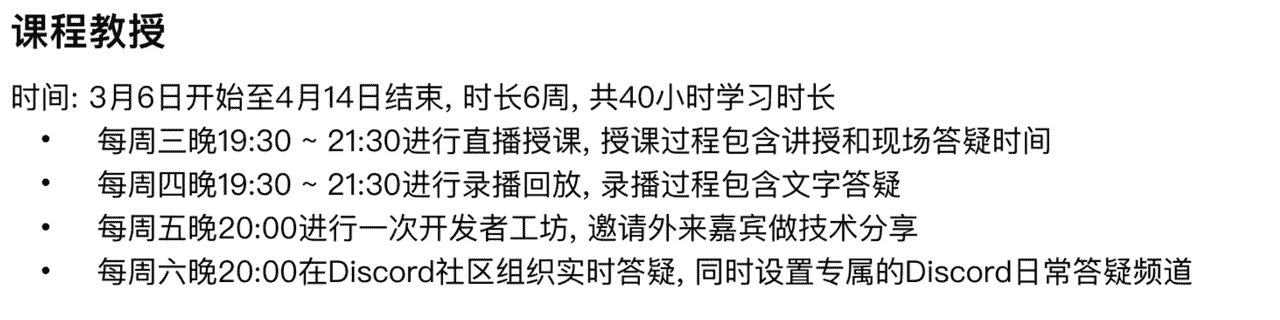 课程教授
时间: 3月6日开始至4月14日结束, 时长6周, 共40小时学习时长
• 每周三晚19:30 ~ 21:30进行直播授课, 授课过程包含讲授和现场答疑时间
• 每周四晚19:30 ~ 21:30进行录播回放, 录播过程包含文字答疑
• 每周五晚20:00进行一次开发者工坊, 邀请外来嘉宾做技术分享
• 每周六晚20:00在Discord社区组织实时答疑, 同时设置专属的Discord日常答疑频道